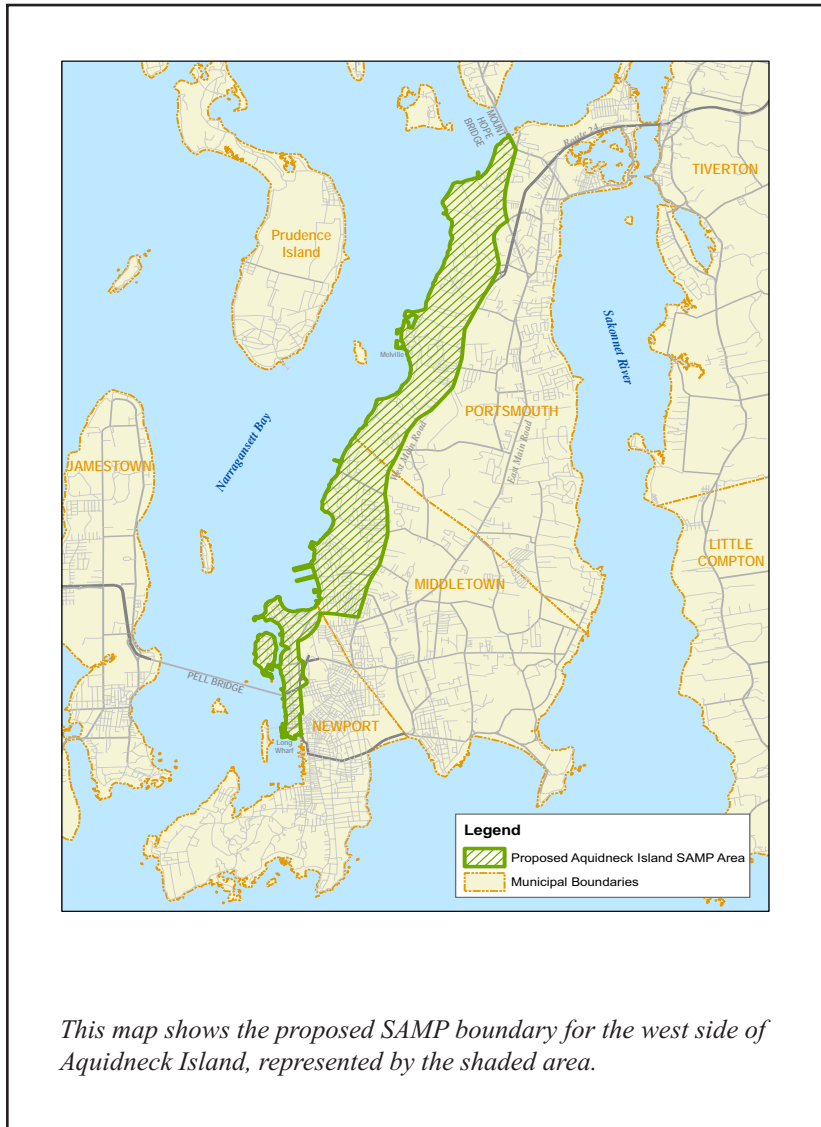 MOUNT
HOPE
BRIDGE
Route 24
TIVERTON
Prudence
Island
Sakonnet River
Melville
PORTSMOUTH
Narragansett Bay
JAMESTOWN
West Main Road
East Main Road
LITTLE
COMPTON
MIDDLETOWN
PELL BRIDGE
NEWPORT
Long
Wharf
Legend
Proposed Aquidneck Island SAMP Area
Municipal Boundaries
This map shows the proposed SAMP boundary for the west side of
Aquidneck Island, represented by the shaded area.